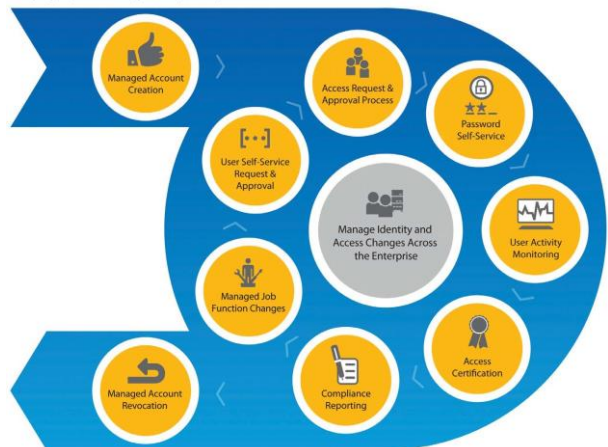 Managed Account
Creation
Access Request &
Approval Process
Password
Self-Service
User Activity
Monitoring
Access
Certification
Compliance
Reporting
Managed Job
Function Changes
User Self-Service
Request &
Approval
Manage Identity and
Access Changes Across
the Enterprise
Managed Account
Revocation